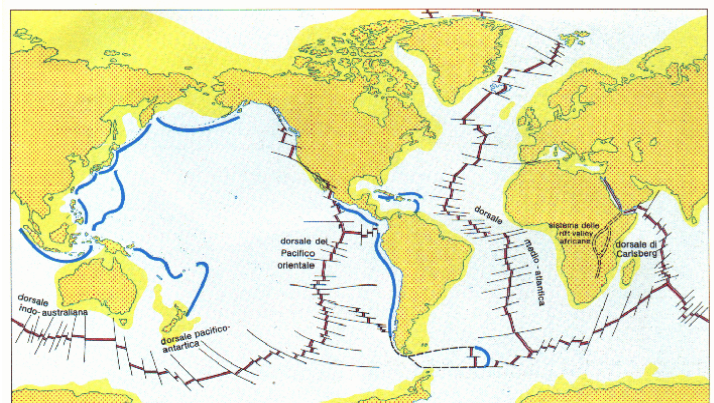 dorsale del
Pacifico
orientale
dorsale
medio-atlantica
sistema delle
rift valley
africane
dorsale di
Carlsberg
dorsale
indo-australiana
dorsale pacifico-
antartica